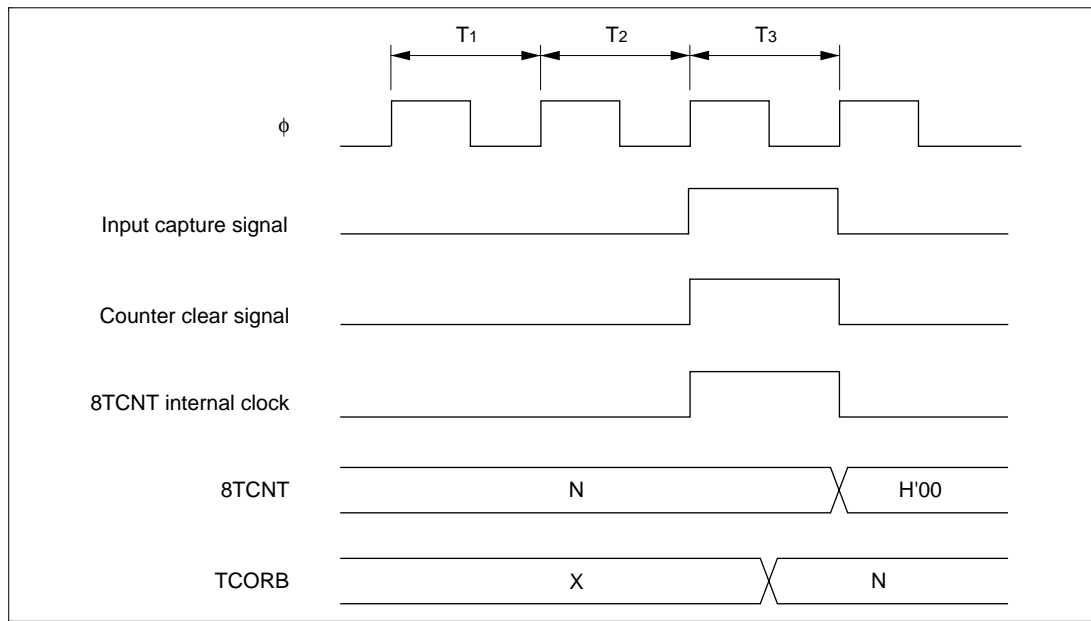 T1 T2 T3
φ
Input capture signal
Counter clear signal
8TCNT internal clock
8TCNT N H'00
TCORB X N